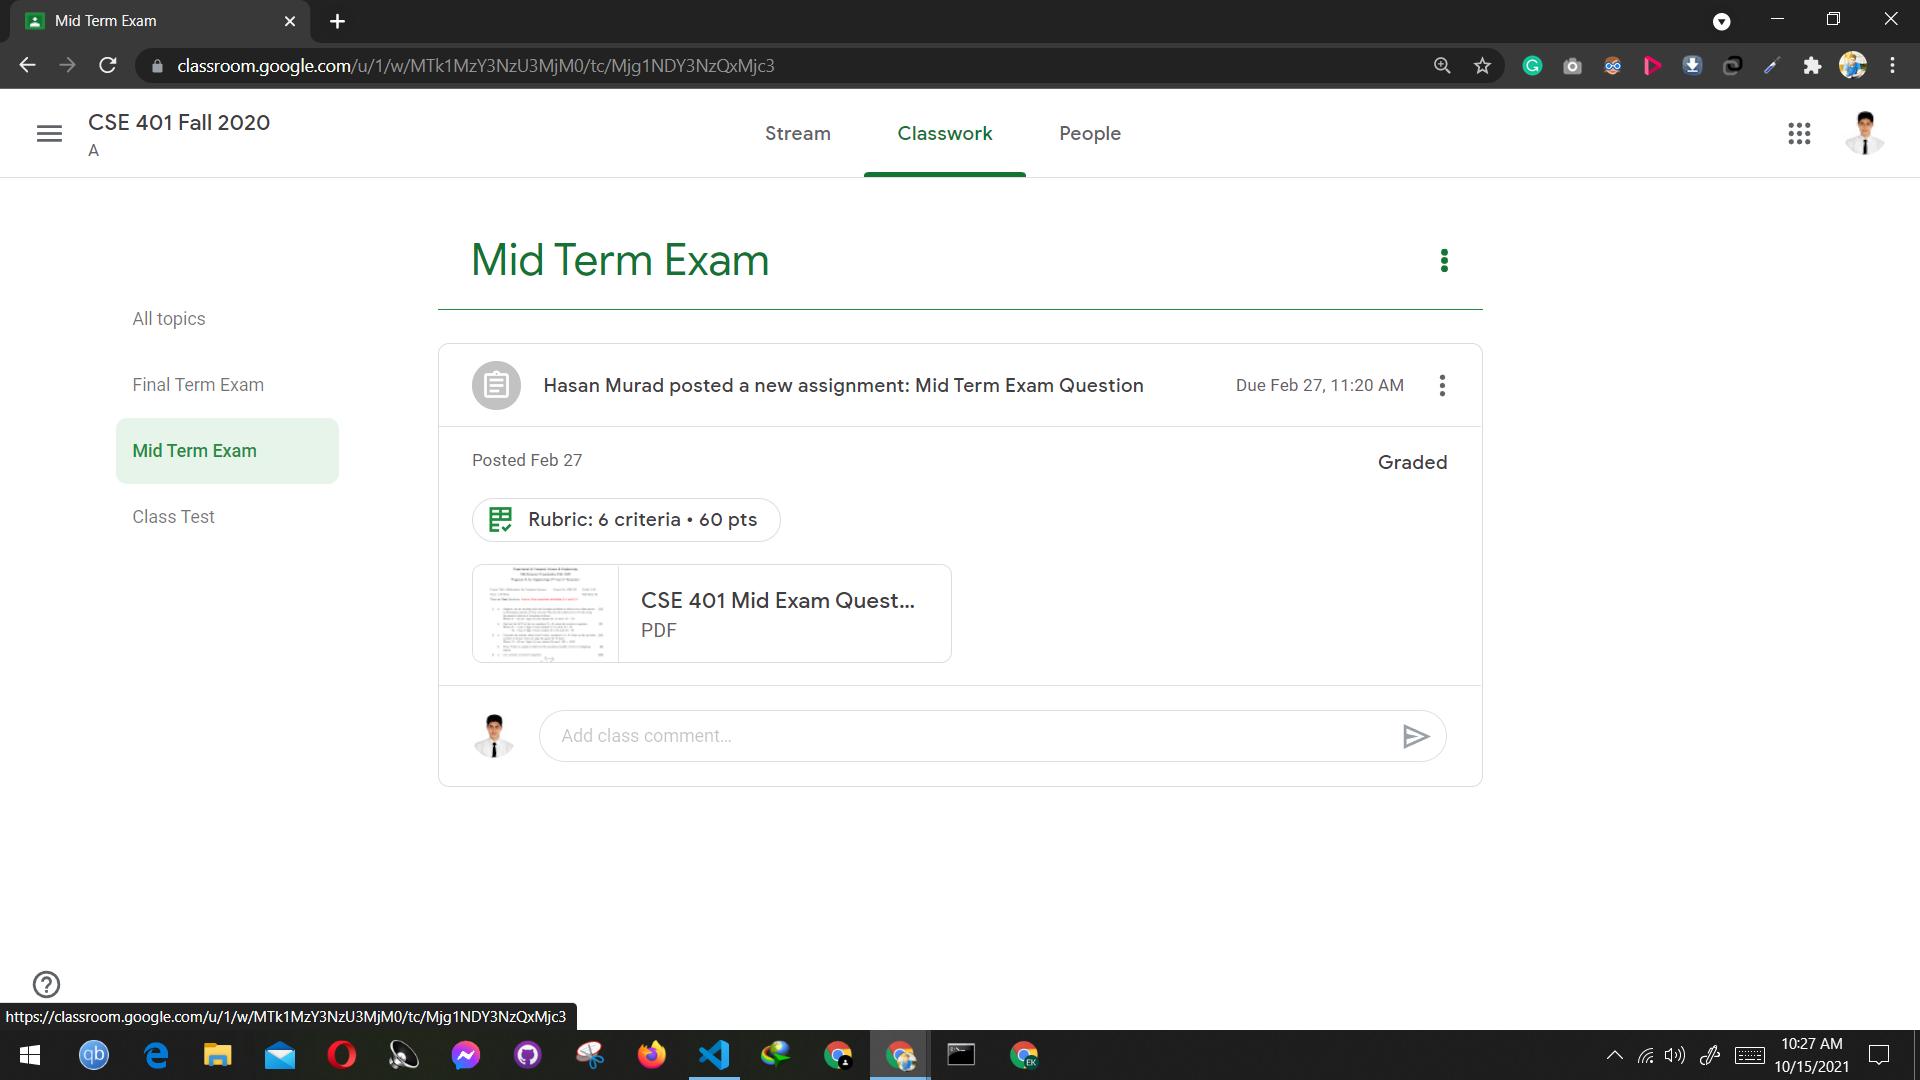 Mid Term Exam
classroom.google.com/u/1/w/MTk1MzY3NzU3MjM0/tc/Mjg1NDY3NzQxMjc3
CSE 401 Fall 2020
A
Stream
Classwork
People
Mid Term Exam
All topics
Final Term Exam
Mid Term Exam
Class Test
Hasan Murad posted a new assignment: Mid Term Exam Question
Due Feb 27, 11:20 AM
Posted Feb 27
Graded
Rubric: 6 criteria • 60 pts
CSE 401 Mid Exam Quest...
PDF
Add class comment...
https://classroom.google.com/u/1/w/MTk1MzY3NzU3MjM0/tc/Mjg1NDY3NzQxMjc3
qb
EK
10:27 AM
10/15/2021